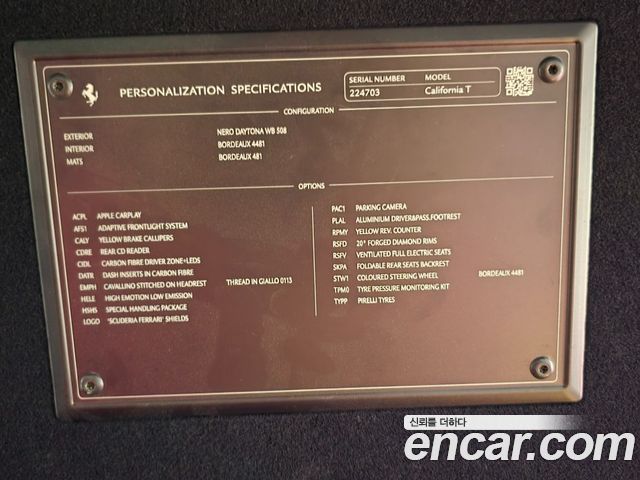 PERSONALIZATION SPECIFICATIONS
SERIAL NUMBER MODEL
224703 California T
CONFIGURATION
EXTERIOR NERO DAYTONA WB 508
INTERIOR BORDEAUX 4481
MATS BORDEAUX 481
OPTIONS
ACPL APPLE CARPLAY
AFS1 ADAPTIVE FRONTLIGHT SYSTEM
CALY YELLOW BRAKE CALLIPERS
CDRE REAR CD READER
CIDL CARBON FIBRE DRIVER ZONE+LEDS
DATR DASH INSERTS IN CARBON FIBRE
EMPH CAVALLINO STITCHED ON HEADREST THREAD IN GIALLO 0113
HELE HIGH EMOTION LOW EMISSION
HSHS SPECIAL HANDLING PACKAGE
LOGO 'SCUDERIA FERRARI' SHIELDS
PAC1 PARKING CAMERA
PLAL ALUMINIUM DRIVER&PASS.FOOTREST
RPMY YELLOW REV. COUNTER
RSFD 20" FORGED DIAMOND RIMS
RSFV VENTILATED FULL ELECTRIC SEATS
SKPA FOLDABLE REAR SEATS BACKREST
STW1 COLOURED STEERING WHEEL BORDEAUX 4481
TPM0 TYRE PRESSURE MONITORING KIT
TYPP PIRELLI TYRES
신뢰를 더하다
encar.com